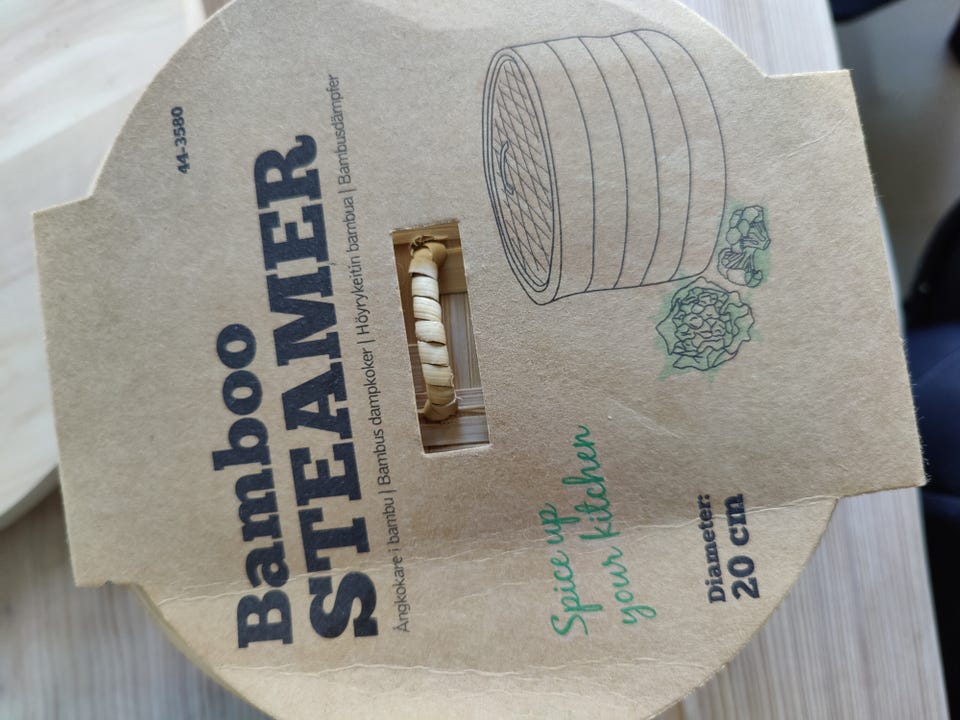 44-3580
Bamboo
STEAMER
Ångkokare i bambu | Bambus dampkoker | Höyrykeitin bambua | Bambusdämpfer
Spice up
your kitchen
Diameter:
20 cm